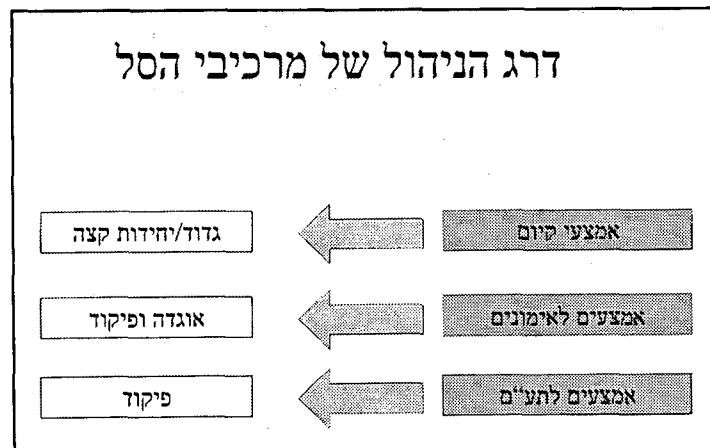 דרג הניהול של מרכיבי הסל
אמצעי קיום
גדוד/יחידות קצה
אמצעים לאימונים
אוגדה ופיקוד
אמצעים לתע"ם
פיקוד